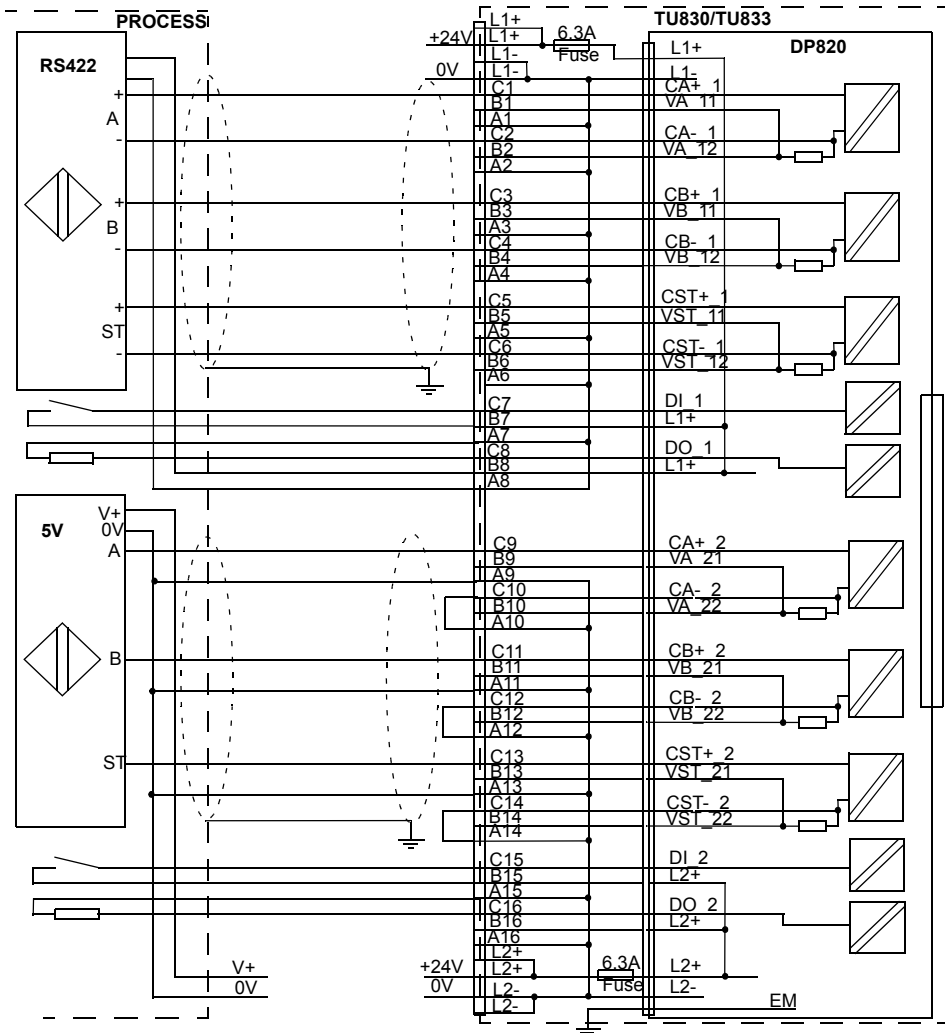 PROCESS
TU830/TU833
DP820
RS422
+
A
-
+
B
-
+
ST
-
+24V
0V
L1+
L1+
L1-
L1-
6.3A
Fuse
L1+
L1-
C1
B1
A1
C2
B2
A2
CA+_1
VA_11
CA-_1
VA_12
C3
B3
A3
C4
B4
A4
CB+_1
VB_11
CB-_1
VB_12
C5
B5
A5
C6
B6
A6
CST+_1
VST_11
CST-_1
VST_12
C7
B7
A7
C8
B8
A8
DI_1
L1+
DO_1
L1+
5V
V+
0V
A
B
ST
C9
B9
A9
C10
B10
A10
CA+_2
VA_21
CA-_2
VA_22
C11
B11
A11
C12
B12
A12
CB+_2
VB_21
CB-_2
VB_22
C13
B13
A13
C14
B14
A14
CST+_2
VST_21
CST-_2
VST_22
C15
B15
A15
C16
B16
A16
DI_2
L2+
DO_2
L2+
V+
0V
+24V
0V
L2+
L2+
L2-
L2-
6.3A
Fuse
L2+
L2-
EM